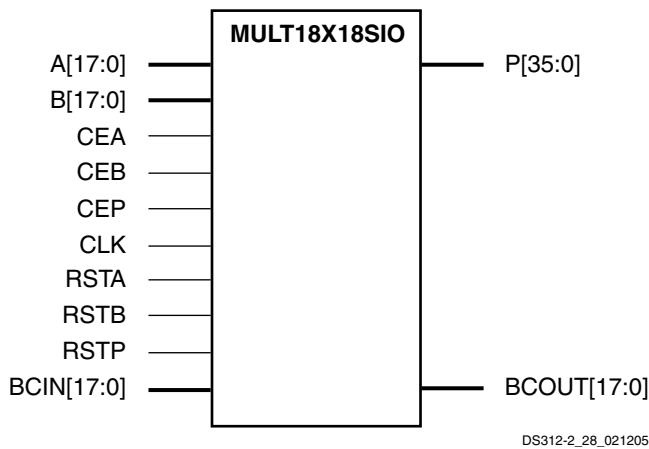 MULT18X18SIO
A[17:0]
P[35:0]
B[17:0]
CEA
CEB
CEP
CLK
RSTA
RSTB
RSTP
BCIN[17:0]
BCOUT[17:0]
DS312-2_28_021205